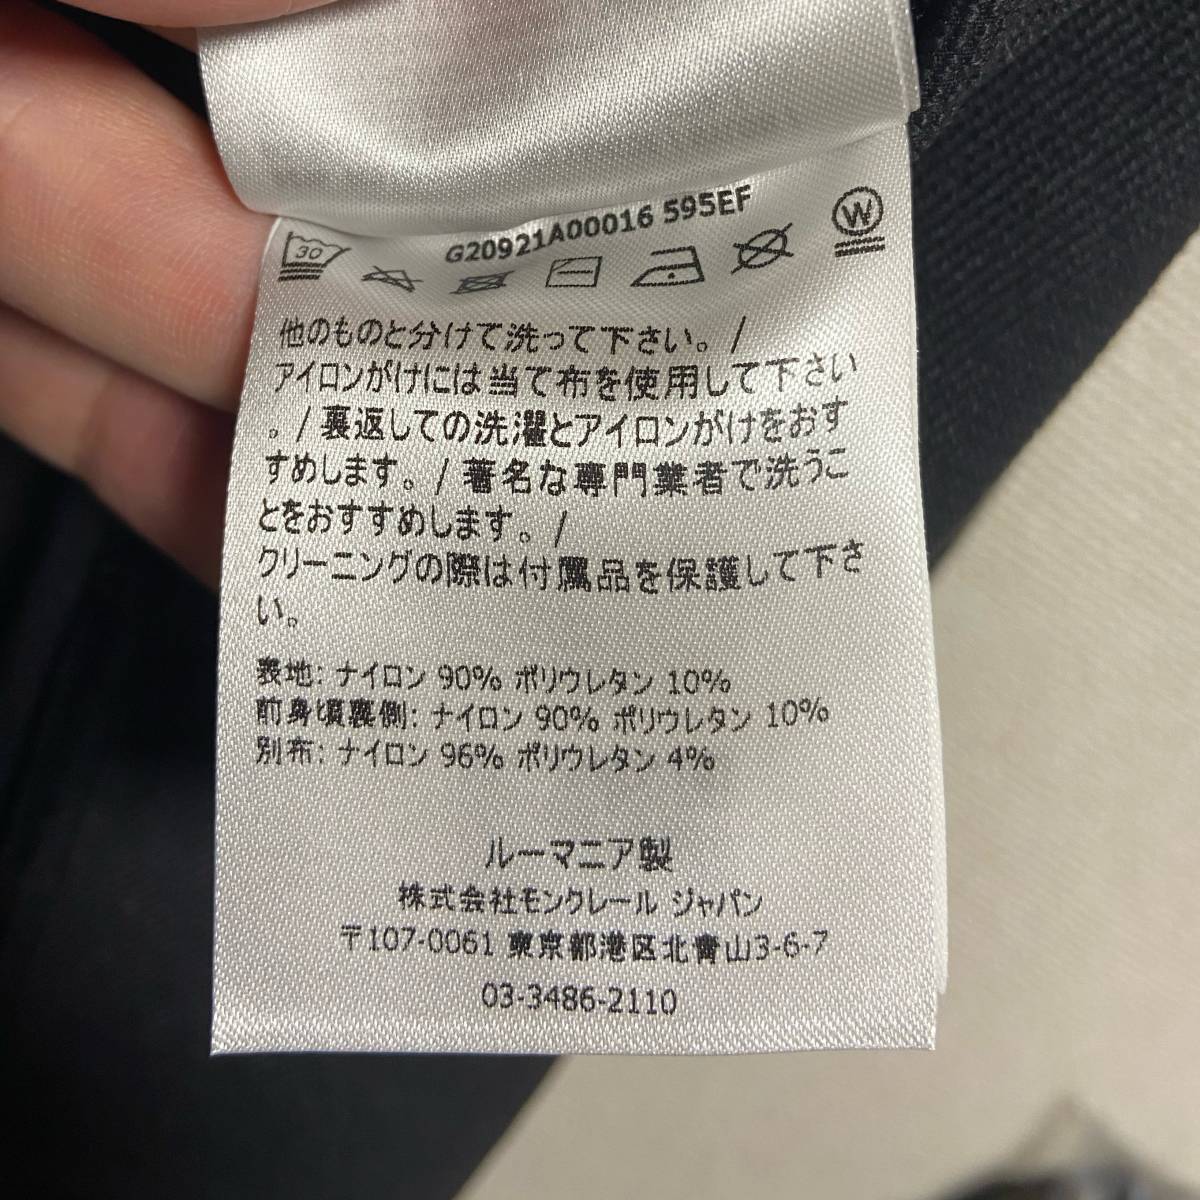 G20921A00016 595EF
30 W
他のものと分けて洗って下さい。/
アイロンがけには当て布を使用して下さい
。/ 裏返しての洗濯とアイロンがけをおす
すめします。/ 著名な専門業者で洗うこ
とをおすすめします。/
クリーニングの際は付属品を保護して下さ
い。
表地: ナイロン 90% ポリウレタン 10%
前身頃裏側: ナイロン 90% ポリウレタン 10%
別布: ナイロン 96% ポリウレタン 4%
ルーマニア製
株式会社モンクレール ジャパン
〒107-0061 東京都港区北青山3-6-7
03-3486-2110